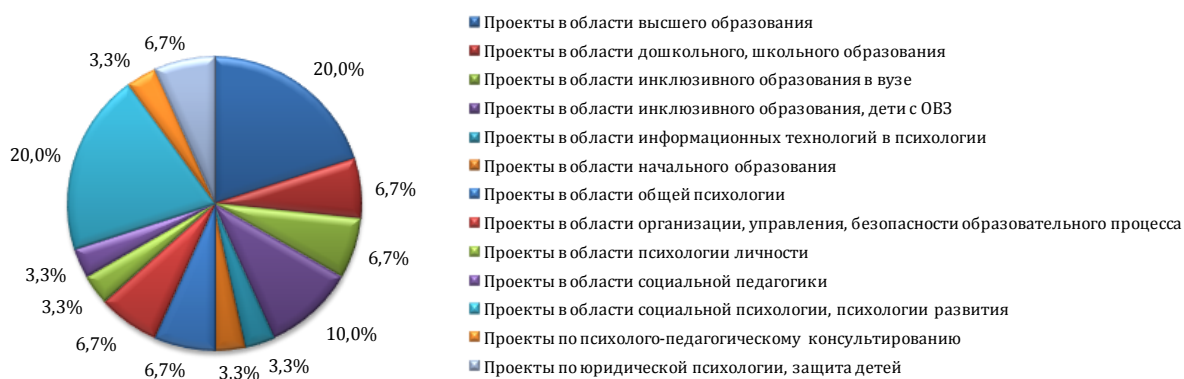 Проекты в области высшего образования
Проекты в области дошкольного, школьного образования
Проекты в области инклюзивного образования в вузе
Проекты в области инклюзивного образования, дети с ОВЗ
Проекты в области информационных технологий в психологии
Проекты в области начального образования
Проекты в области общей психологии
Проекты в области организации, управления, безопасности образовательного процесса
Проекты в области психологии личности
Проекты в области социальной педагогики
Проекты в области социальной психологии, психологии развития
Проекты по психолого-педагогическому консультированию
Проекты по юридической психологии, защита детей
20,0%
6,7%
6,7%
10,0%
3,3%
3,3%
6,7%
6,7%
3,3%
3,3%
20,0%
3,3%
6,7%